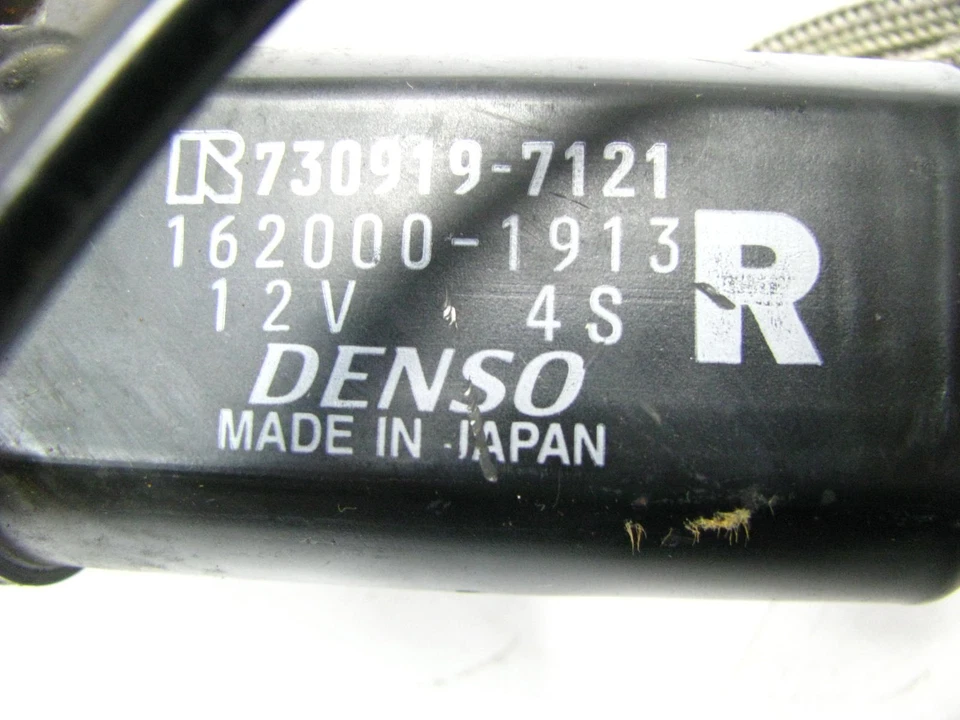 R 730919-7121
162000-1913
12V 4S
R
DENSO
MADE IN JAPAN